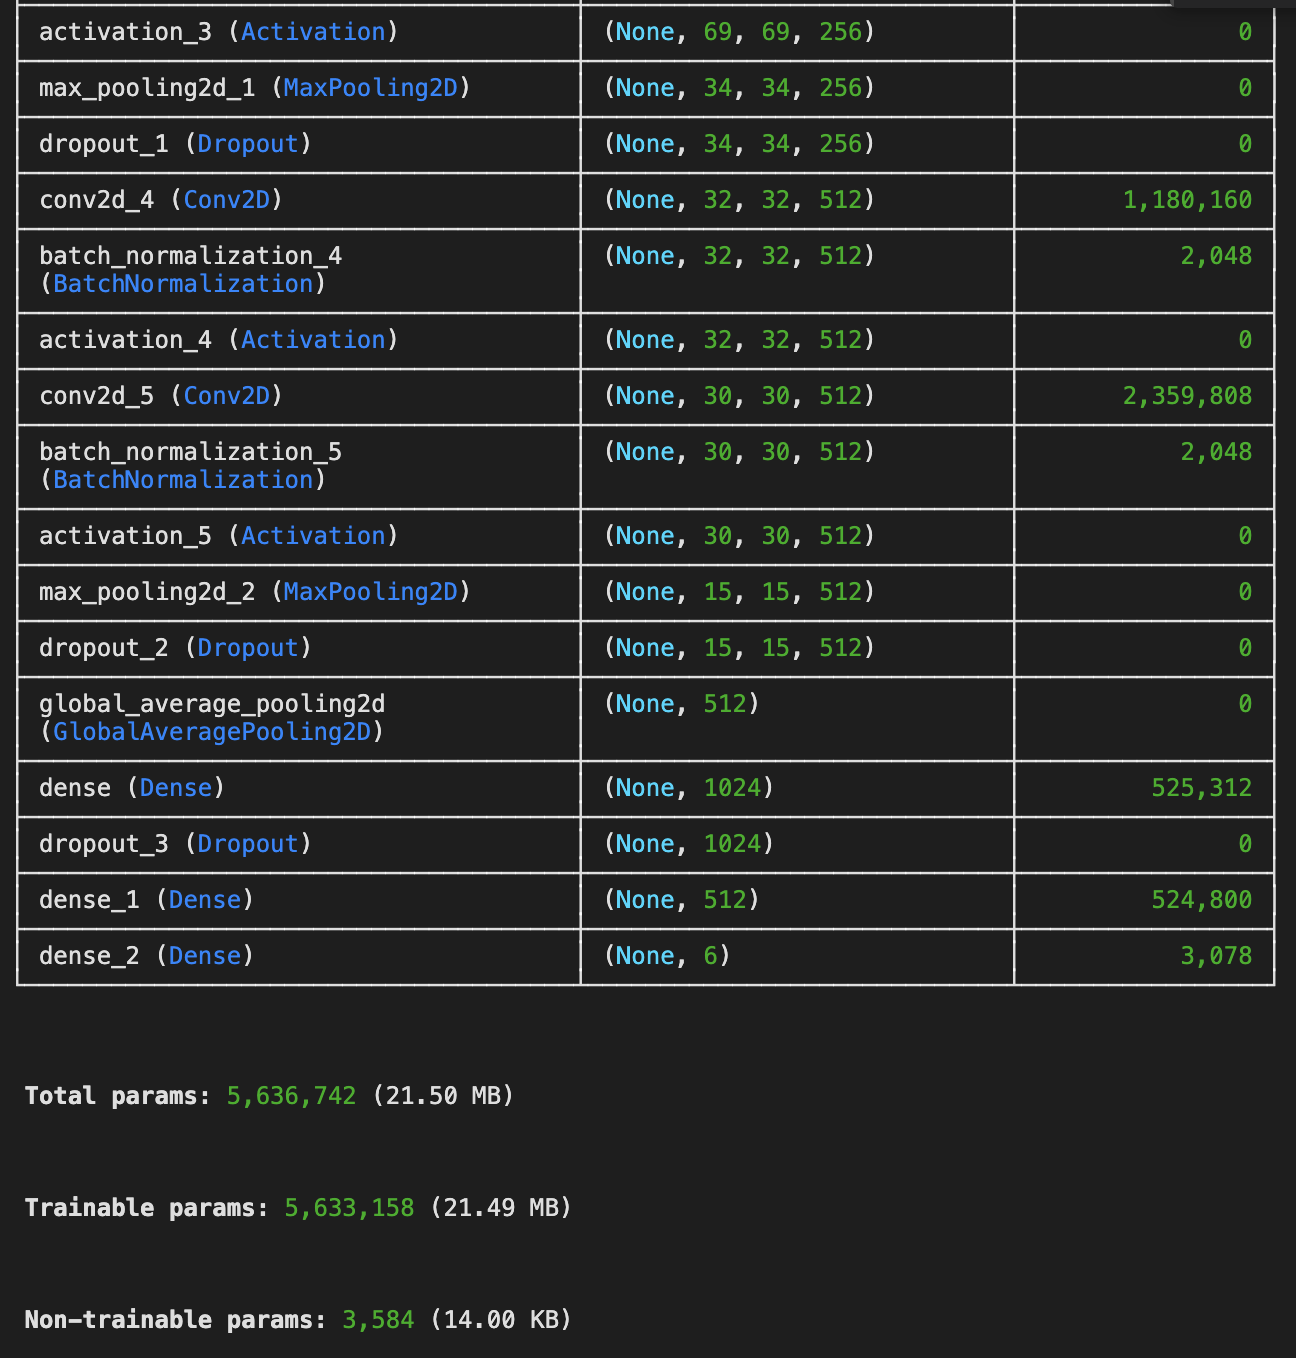 activation_3 (Activation) (None, 69, 69, 256) 0
max_pooling2d_1 (MaxPooling2D) (None, 34, 34, 256) 0
dropout_1 (Dropout) (None, 34, 34, 256) 0
conv2d_4 (Conv2D) (None, 32, 32, 512) 1,180,160
batch_normalization_4 (None, 32, 32, 512) 2,048
(BatchNormalization)
activation_4 (Activation) (None, 32, 32, 512) 0
conv2d_5 (Conv2D) (None, 30, 30, 512) 2,359,808
batch_normalization_5 (None, 30, 30, 512) 2,048
(BatchNormalization)
activation_5 (Activation) (None, 30, 30, 512) 0
max_pooling2d_2 (MaxPooling2D) (None, 15, 15, 512) 0
dropout_2 (Dropout) (None, 15, 15, 512) 0
global_average_pooling2d (None, 512) 0
(GlobalAveragePooling2D)
dense (Dense) (None, 1024) 525,312
dropout_3 (Dropout) (None, 1024) 0
dense_1 (Dense) (None, 512) 524,800
dense_2 (Dense) (None, 6) 3,078
Total params: 5,636,742 (21.50 MB)
Trainable params: 5,633,158 (21.49 MB)
Non-trainable params: 3,584 (14.00 KB)